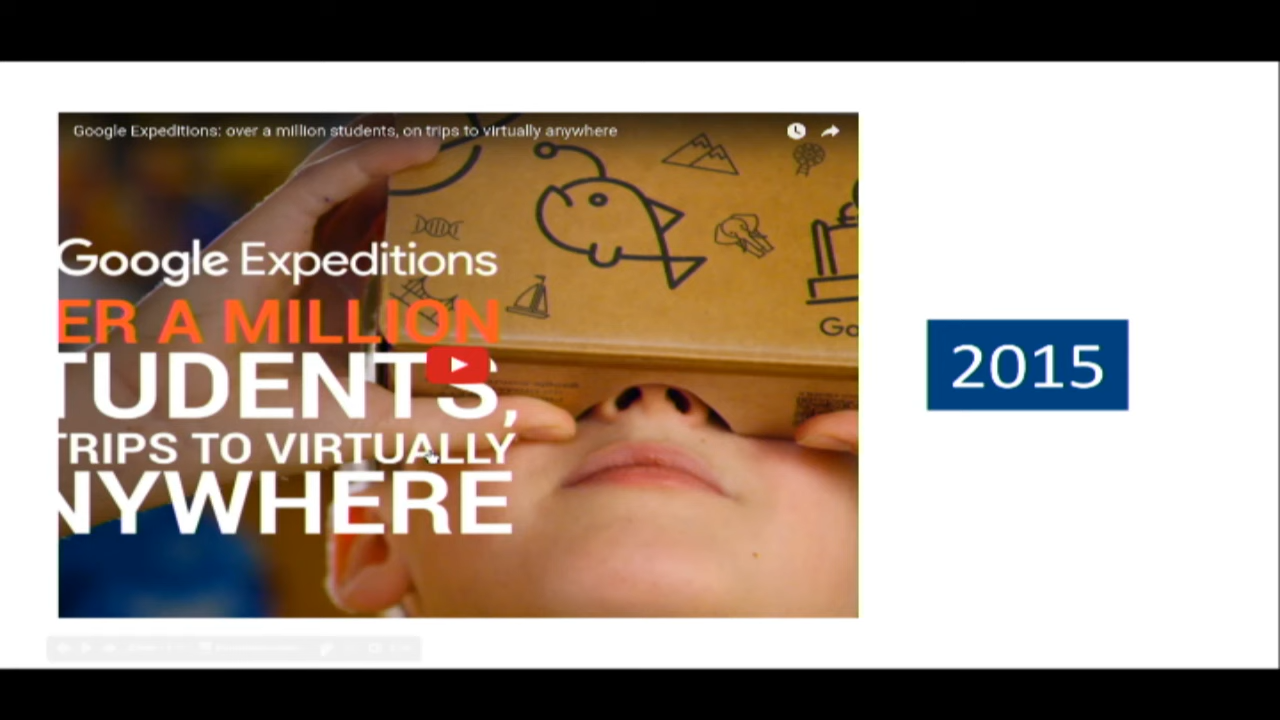 Google Expeditions: over a million students, on trips to virtually anywhere
Google Expeditions
ER A MILLION
TUDENTS,
TRIPS TO VIRTUALLY
NYWHERE
Go
2015